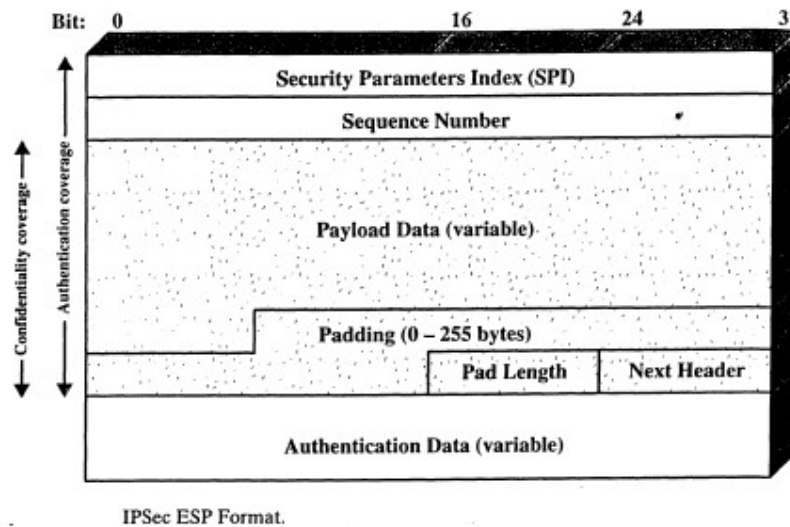 Bit: 0 16 24 3
Security Parameters Index (SPI)
Sequence Number
Confidentiality coverage
Authentication coverage
Payload Data (variable)
Padding (0 – 255 bytes)
Pad Length
Next Header
Authentication Data (variable)
IPSec ESP Format.